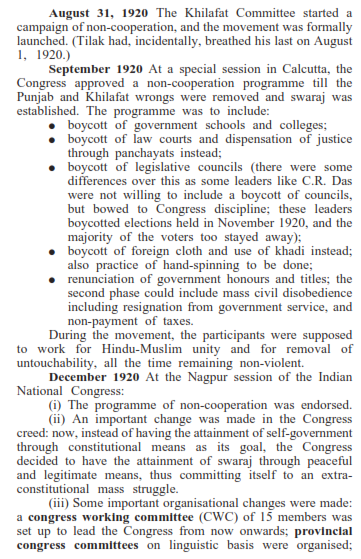 August 31, 1920 The Khilafat Committee started a
campaign of non-cooperation, and the movement was formally
launched. (Tilak had, incidentally, breathed his last on August
1, 1920.)
September 1920 At a special session in Calcutta, the
Congress approved a non-cooperation programme till the
Punjab and Khilafat wrongs were removed and swaraj was
established. The programme was to include:
● boycott of government schools and colleges;
● boycott of law courts and dispensation of justice
through panchayats instead;
● boycott of legislative councils (there were some
differences over this as some leaders like C.R. Das
were not willing to include a boycott of councils,
but bowed to Congress discipline; these leaders
boycotted elections held in November 1920, and the
majority of the voters too stayed away);
● boycott of foreign cloth and use of khadi instead;
also practice of hand-spinning to be done;
● renunciation of government honours and titles; the
second phase could include mass civil disobedience
including resignation from government service, and
non-payment of taxes.
During the movement, the participants were supposed
to work for Hindu-Muslim unity and for removal of
untouchability, all the time remaining non-violent.
December 1920 At the Nagpur session of the Indian
National Congress:
(i) The programme of non-cooperation was endorsed.
(ii) An important change was made in the Congress
creed: now, instead of having the attainment of self-government
through constitutional means as its goal, the Congress
decided to have the attainment of swaraj through peaceful
and legitimate means, thus committing itself to an extra-
constitutional mass struggle.
(iii) Some important organisational changes were made:
a congress working committee (CWC) of 15 members was
set up to lead the Congress from now onwards; provincial
congress committees on linguistic basis were organised;